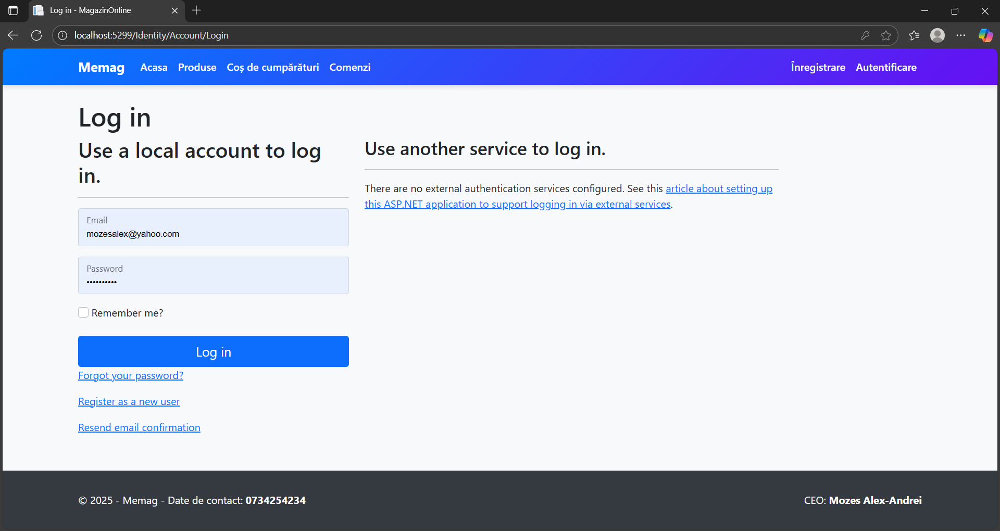 Log in - MagazinOnline
localhost:5299/Identity/Account/Login
Memag Acasa Produse Coș de cumpărături Comenzi Înregistrare Autentificare
Log in
Use a local account to log
in.
Email
mozesalex@yahoo.com
Password
••••••••••
Remember me?
Log in
Forgot your password?
Register as a new user
Resend email confirmation
Use another service to log in.
There are no external authentication services configured. See this article about setting up
this ASP.NET application to support logging in via external services.
© 2025 - Memag - Date de contact: 0734254234
CEO: Mozes Alex-Andrei